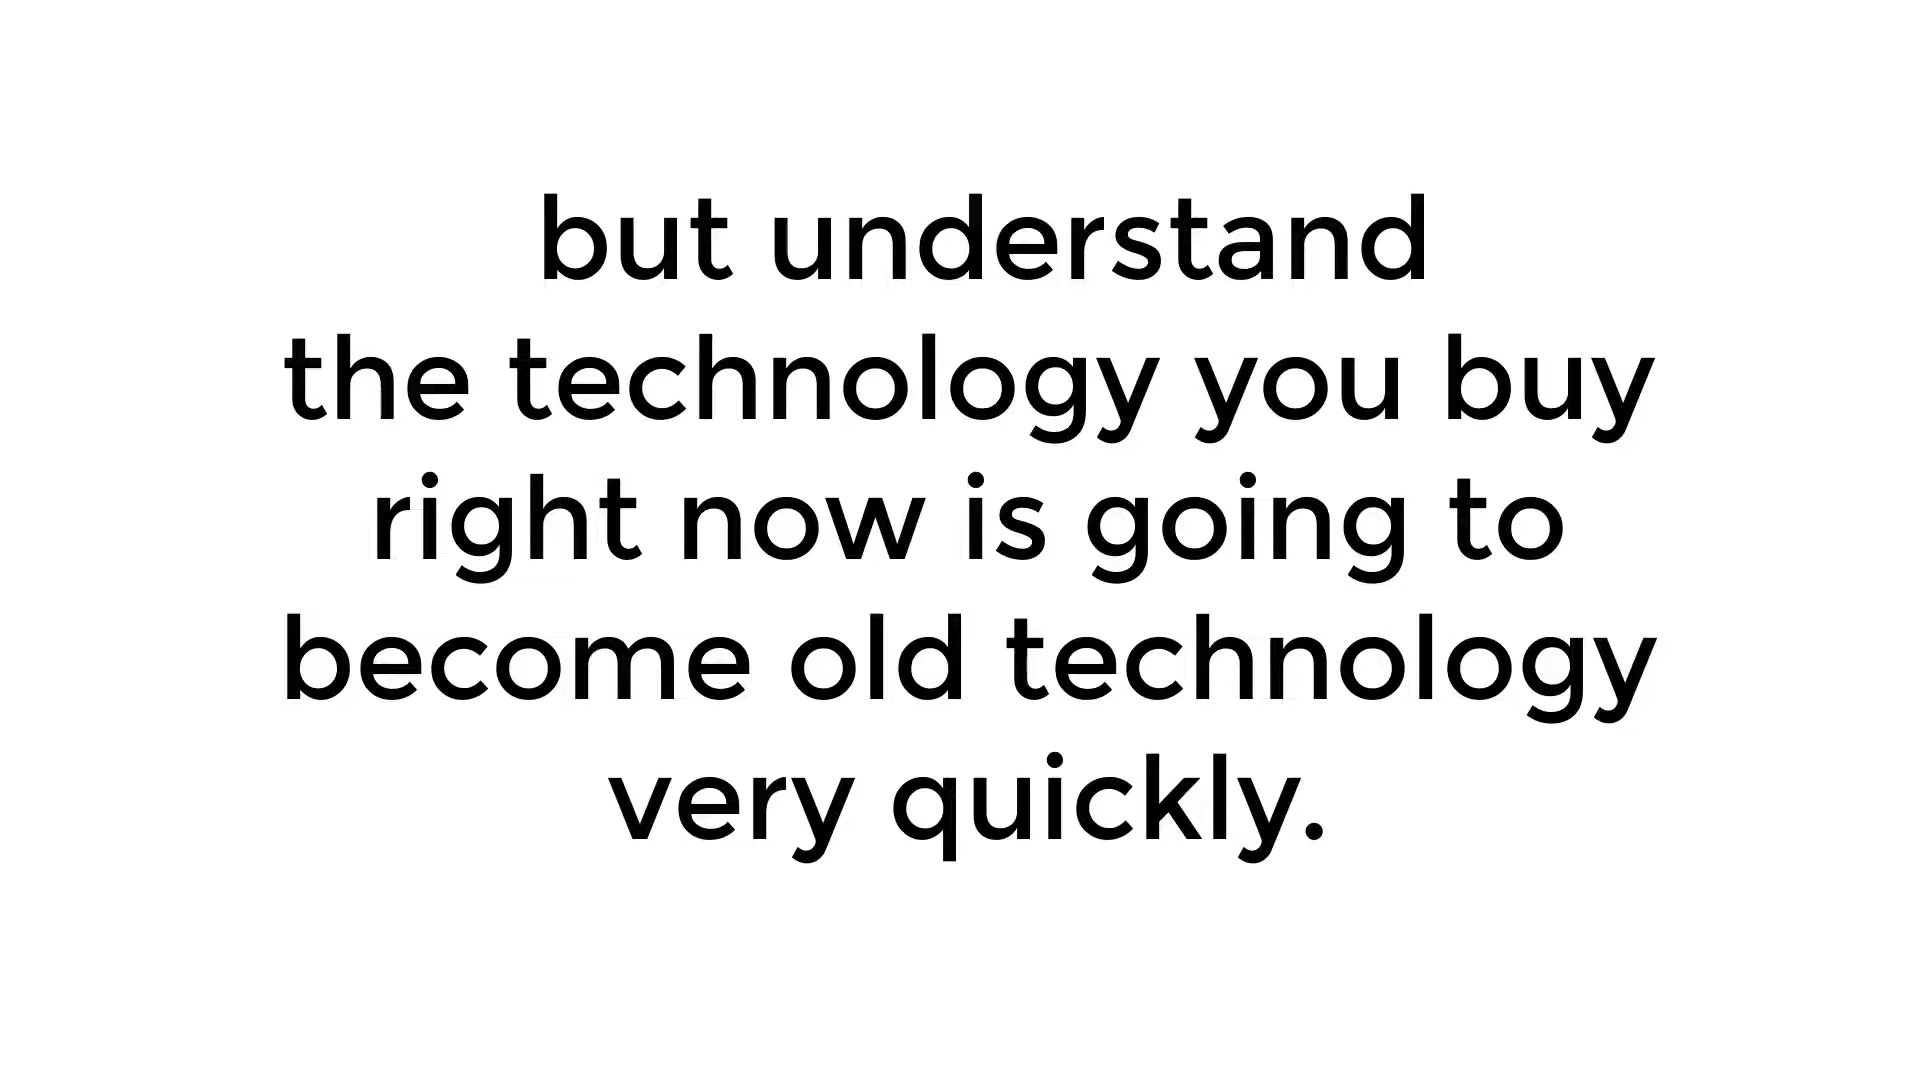 but understand
the technology you buy
right now is going to
become old technology
very quickly.